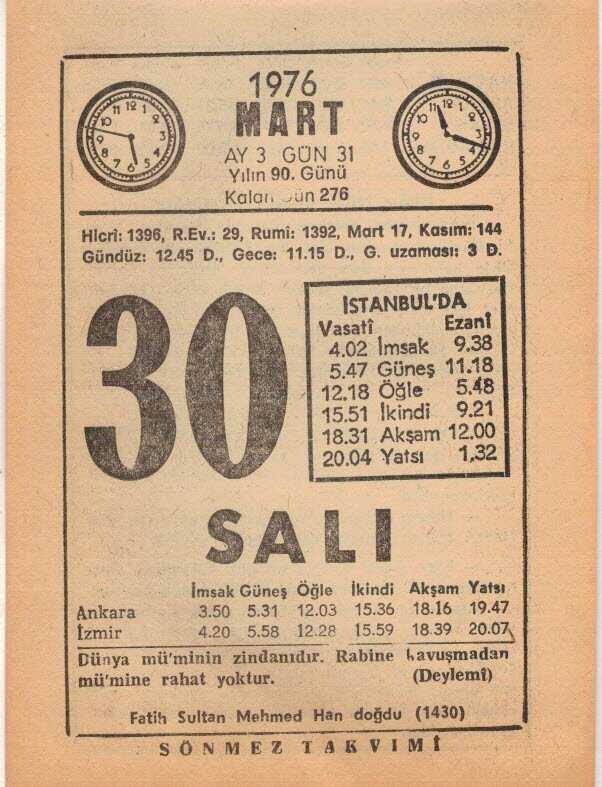 1976
MART
AY 3 GÜN 31
Yılın 90. Günü
Kalan Gün 276
Hicrî: 1396, R.Ev.: 29, Rumi: 1392, Mart 17, Kasım: 144
Gündüz: 12.45 D., Gece: 11.15 D., G. uzaması: 3 D.
30
İSTANBUL'DA
Vasatî Ezanî
4.02 İmsak 9.38
5.47 Güneş 11.18
12.18 Öğle 5.48
15.51 İkindi 9.21
18.31 Akşam 12.00
20.04 Yatsı 1.32
SALI
İmsak Güneş Öğle İkindi Akşam Yatsı
Ankara 3.50 5.31 12.03 15.36 18.16 19.47
İzmir 4.20 5.58 12.28 15.59 18.39 20.07
Dünya mü'minin zindanıdır. Rabine kavuşmadan
mü'mine rahat yoktur. (Deylemî)
Fatih Sultan Mehmed Han doğdu (1430)
SÖNMEZ TAKVİMİ